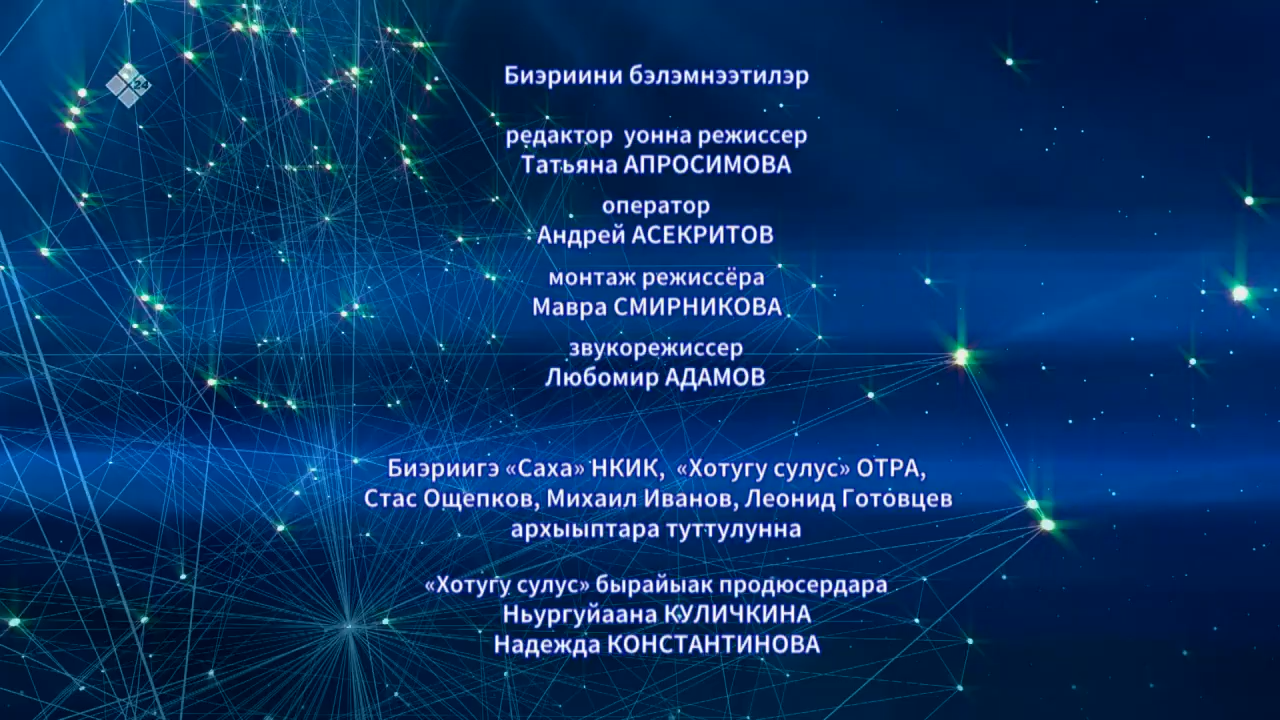 х24
Биэриини бэлэмнээтилэр
редактор уонна режиссер
Татьяна АПРОСИМОВА
оператор
Андрей АСЕКРИТОВ
монтаж режиссёра
Мавра СМИРНИКОВА
звукорежиссер
Любомир АДАМОВ
Биэриигэ «Саха» НКИК, «Хотугу сулус» ОТРА,
Стас Ощепков, Михаил Иванов, Леонид Готовцев
архыыптара туттулунна
«Хотугу сулус» бырайыак продюсердара
Ньургуйаана КУЛИЧКИНА
Надежда КОНСТАНТИНОВА